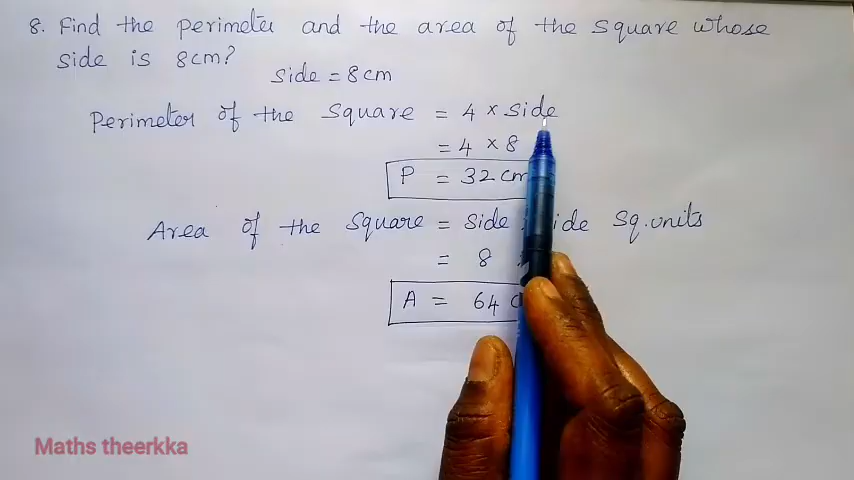 8. Find the perimeter and the area of the square whose
side is 8cm?
side = 8cm
Perimeter of the square = 4 × side
= 4 × 8
P = 32 cm
Area of the square = side side Sq.units
= 8
A = 64
Maths theerkka